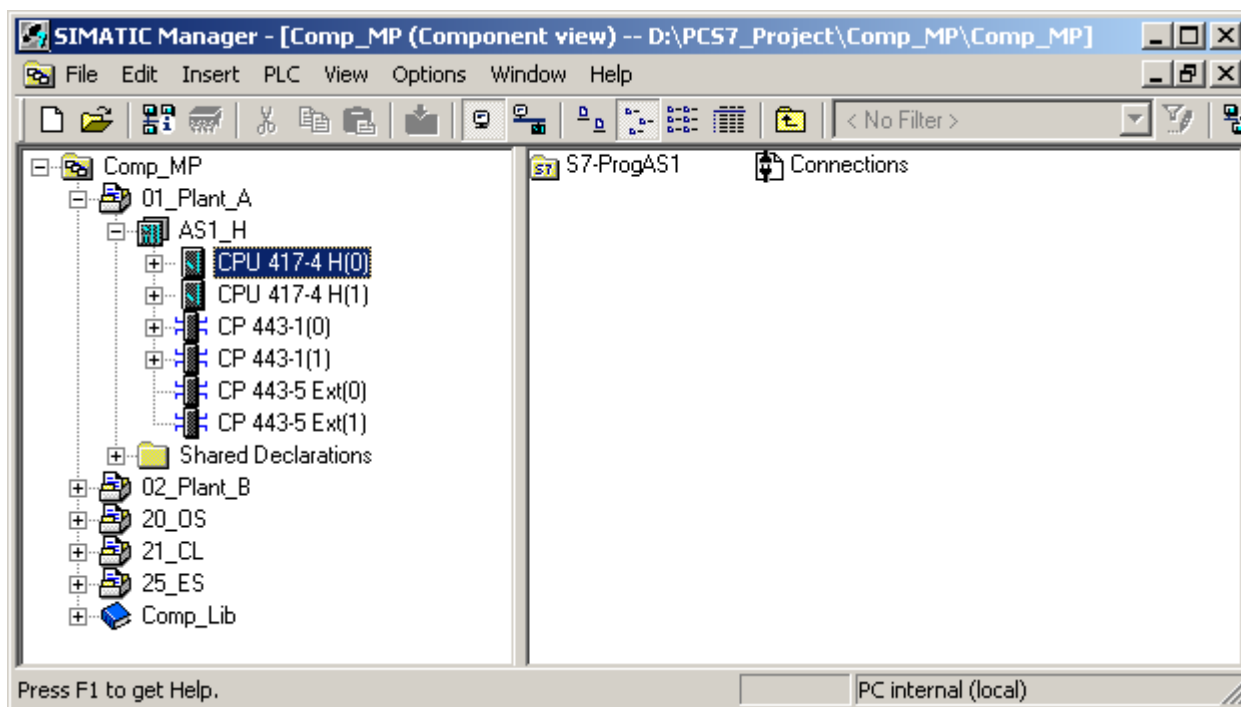 SIMATIC Manager - [Comp_MP (Component view) -- D:\PCS7_Project\Comp_MP\Comp_MP]
File Edit Insert PLC View Options Window Help
< No Filter >
Comp_MP
01_Plant_A
AS1_H
CPU 417-4 H(0)
CPU 417-4 H(1)
CP 443-1(0)
CP 443-1(1)
CP 443-5 Ext(0)
CP 443-5 Ext(1)
Shared Declarations
02_Plant_B
20_OS
21_CL
25_ES
Comp_Lib
S7-ProgAS1 Connections
Press F1 to get Help. PC internal (local)